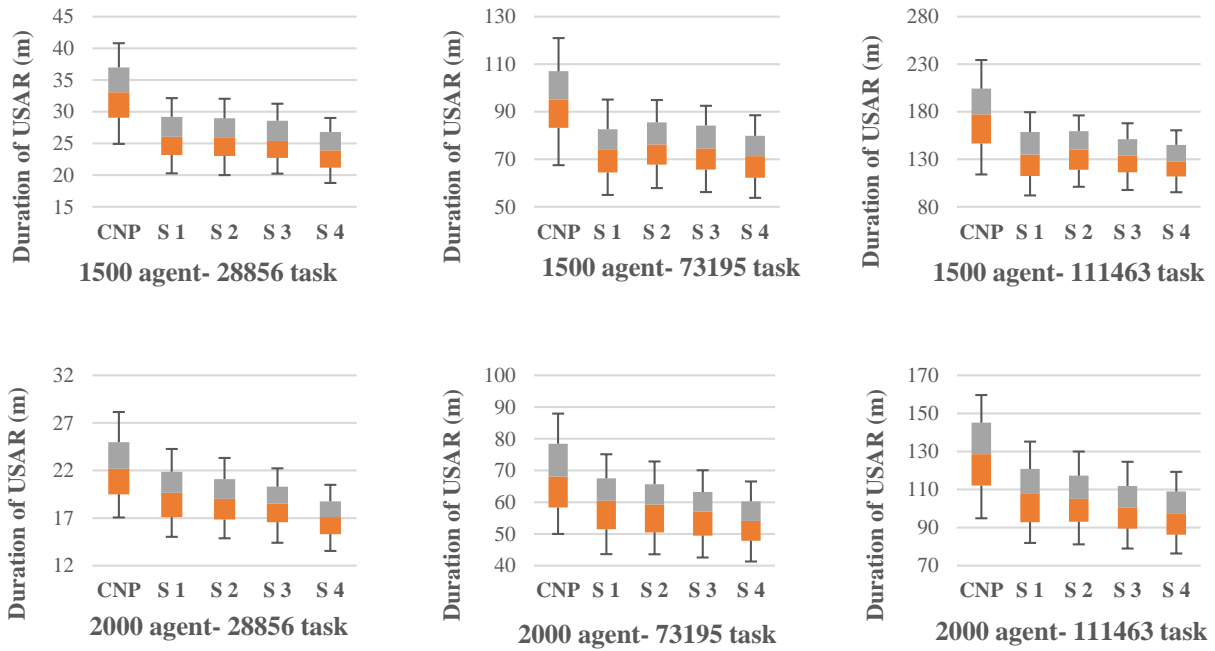 Duration of USAR (m)
45
40
35
30
25
20
15
CNP S 1 S 2 S 3 S 4
1500 agent- 28856 task
Duration of USAR (m)
130
110
90
70
50
CNP S 1 S 2 S 3 S 4
1500 agent- 73195 task
Duration of USAR (m)
280
230
180
130
80
CNP S 1 S 2 S 3 S 4
1500 agent- 111463 task
Duration of USAR (m)
32
27
22
17
12
CNP S 1 S 2 S 3 S 4
2000 agent- 28856 task
Duration of USAR (m)
100
90
80
70
60
50
40
CNP S 1 S 2 S 3 S 4
2000 agent- 73195 task
Duration of USAR (m)
170
150
130
110
90
70
CNP S 1 S 2 S 3 S 4
2000 agent- 111463 task